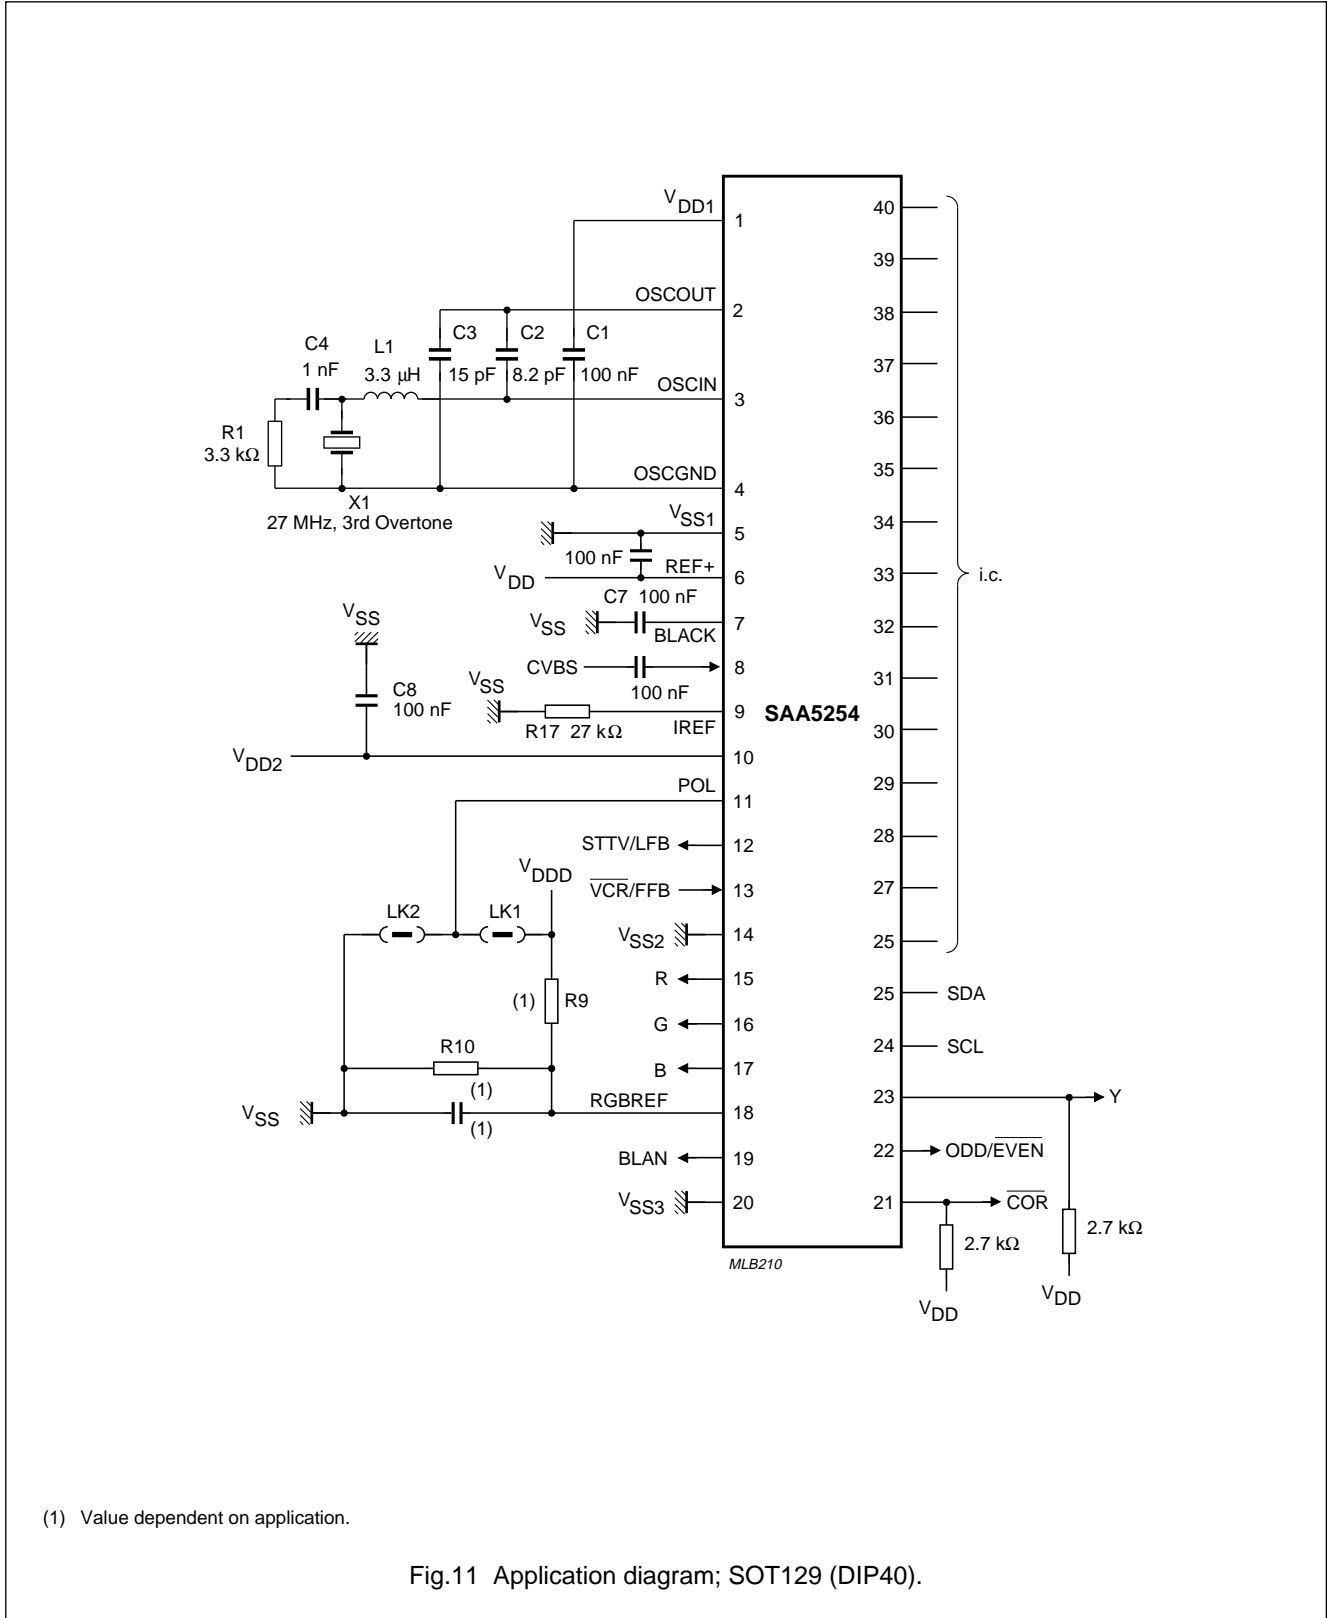 VDD1
1
40
39
OSCOUT
2
38
C4
1 nF
L1
3.3 μH
C3
15 pF
C2
8.2 pF
C1
100 nF
37
OSCIN
3
36
R1
3.3 kΩ
35
OSCGND
4
X1
27 MHz, 3rd Overtone
VSS1
5
34
100 nF
REF+
VDD
6
33
i.c.
C7 100 nF
VSS
7
BLACK
32
VSS
CVBS
8
100 nF
31
C8
100 nF
VSS
9
SAA5254
R17 27 kΩ
IREF
30
VDD2
10
29
POL
11
28
STTV/LFB
12
VDDD
VCR/FFB
13
27
LK2
LK1
VSS2
14
25
R
15
25
SDA
(1)
R9
G
16
24
SCL
R10
(1)
B
17
23
Y
VSS
(1)
RGBREF
18
22
ODD/EVEN
BLAN
19
VSS3
20
21
COR
2.7 kΩ
2.7 kΩ
VDD
VDD
MLB210
(1) Value dependent on application.
Fig.11 Application diagram; SOT129 (DIP40).